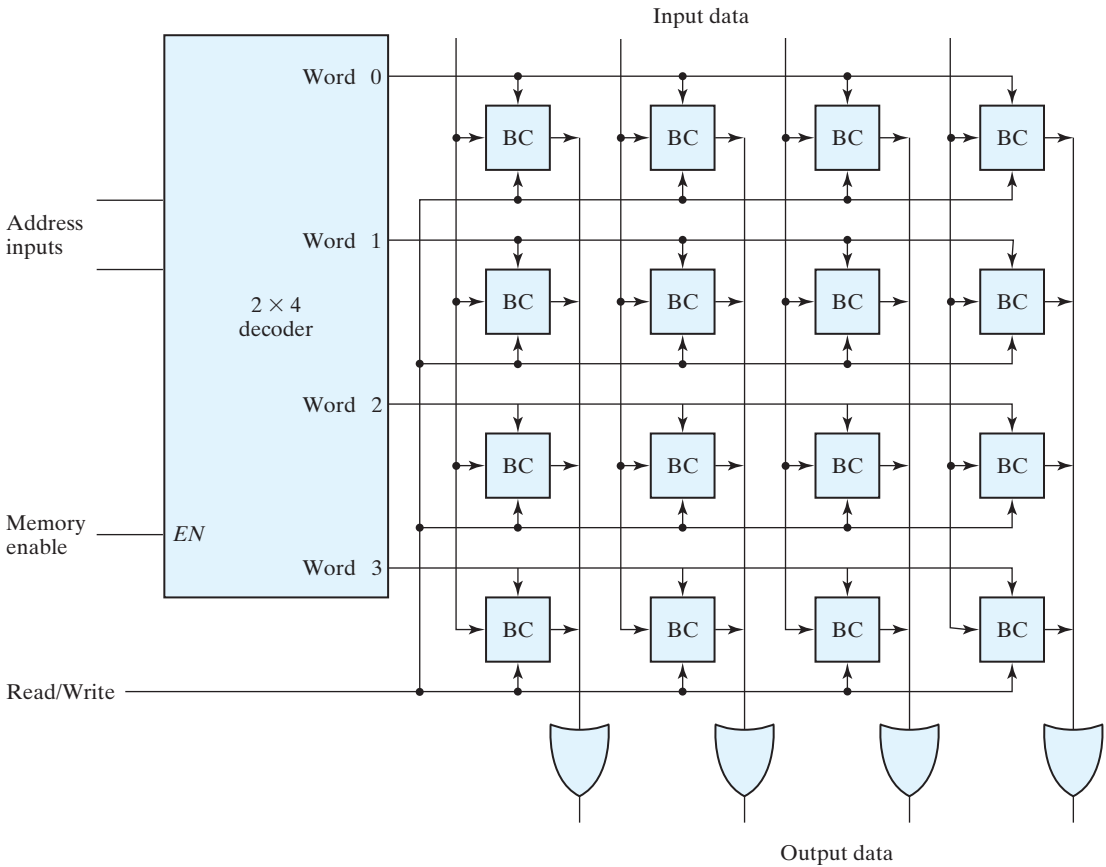 Input data
Word 0
BC BC BC BC
Address
inputs
Word 1
2 × 4
decoder
BC BC BC BC
Word 2
BC BC BC BC
Memory
enable
EN
Word 3
BC BC BC BC
Read/Write
Output data